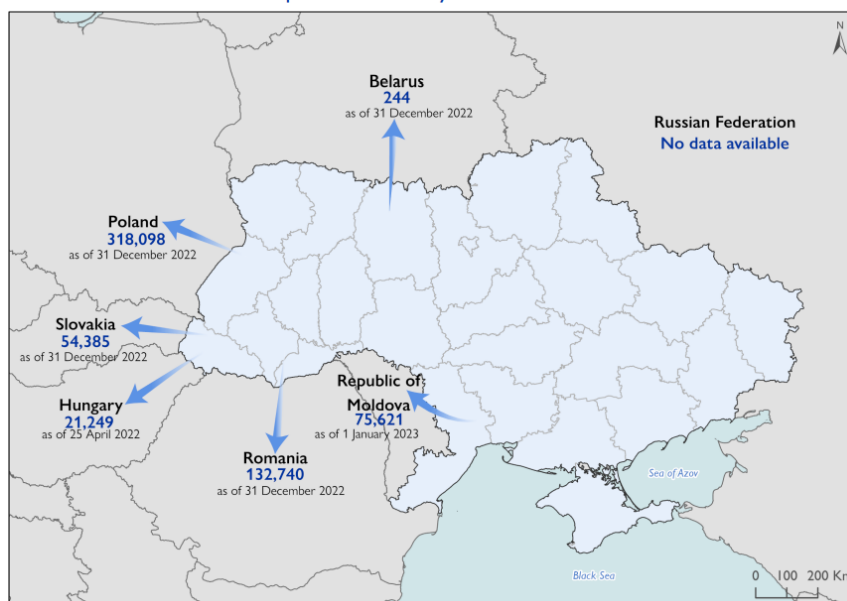 N
Belarus
244
as of 31 December 2022
Russian Federation
No data available
Poland
318,098
as of 31 December 2022
Slovakia
54,385
as of 31 December 2022
Hungary
21,249
as of 25 April 2022
Romania
132,740
as of 31 December 2022
Republic of
Moldova
75,621
as of 1 January 2023
Sea of Azov
Black Sea
0 100 200 Km